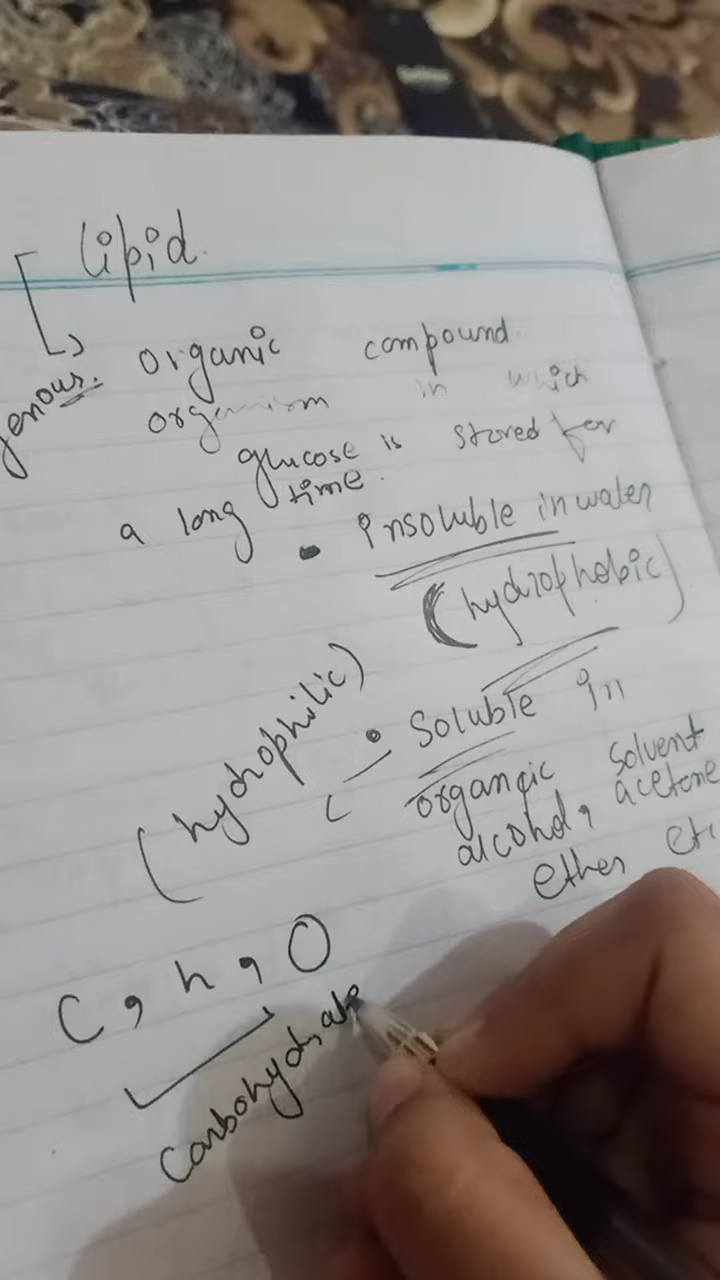 Lipid.
organic compound
organism in which
glucose is stored for
a long time.
• insoluble in water
(hydrophobic)
(hydrophilic)
• Soluble in
organic solvent
alcohol, acetone
ether etc
C, h, O
Carbohydrate